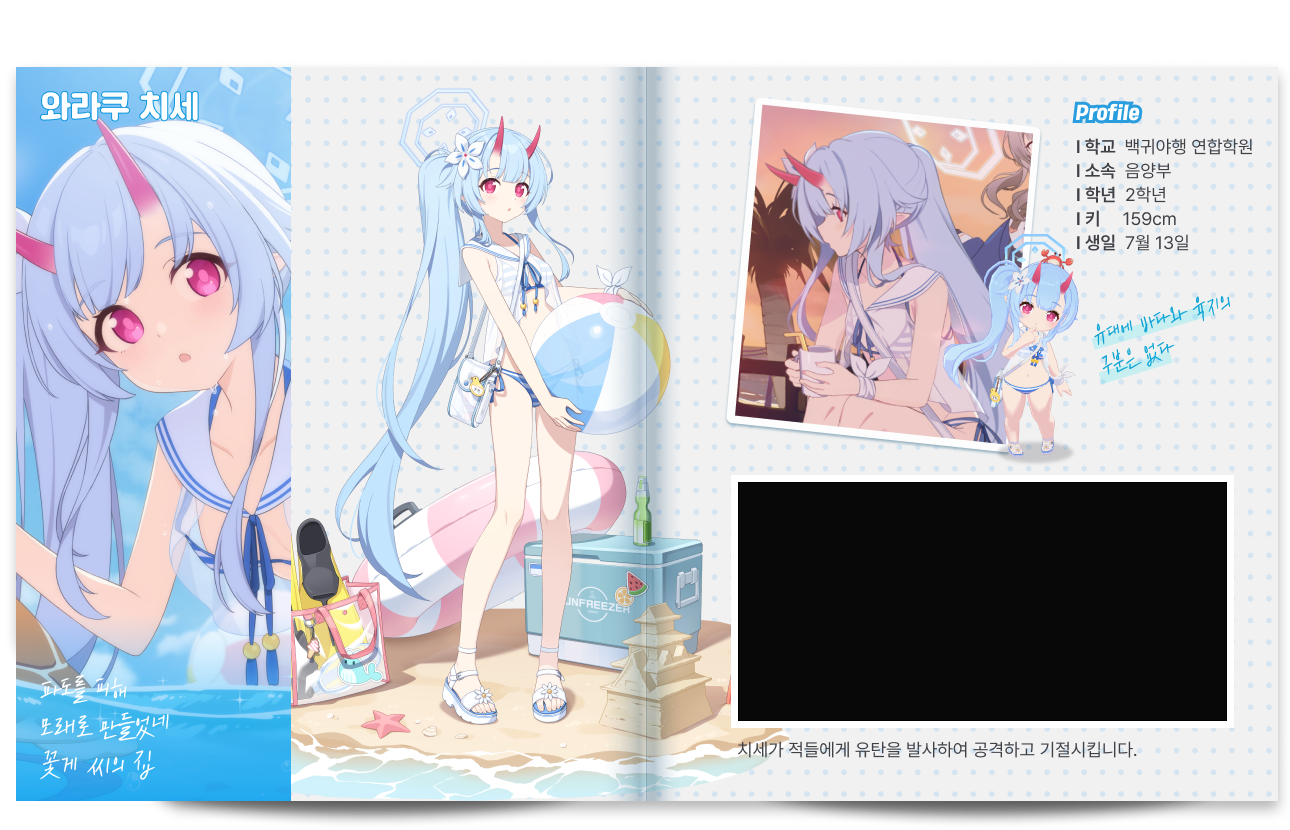 와라쿠 치세
파도를 피해
모래로 만들었네
꽃게 씨의 집
UNFREEZER
Profile
학교 백귀야행 연합학원
소속 음양부
학년 2학년
키 159cm
생일 7월 13일
유대에 바다와 육지의
구분은 없다
치세가 적들에게 유탄을 발사하여 공격하고 기절시킵니다.